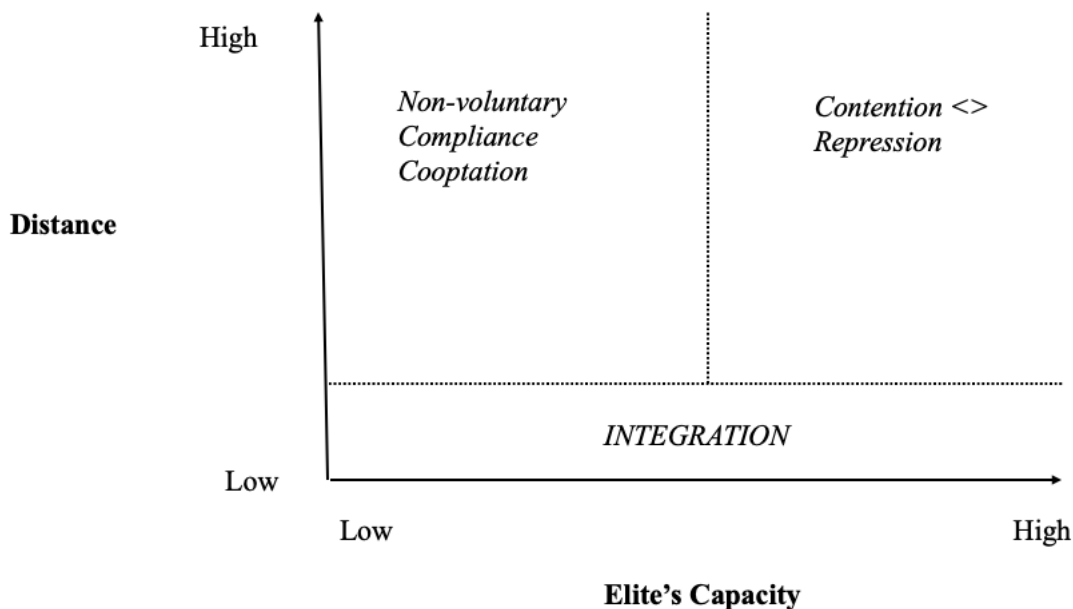 High
Non-voluntary
Compliance
Cooptation
Contention <>
Repression
Distance
INTEGRATION
Low
Low
High
Elite’s Capacity